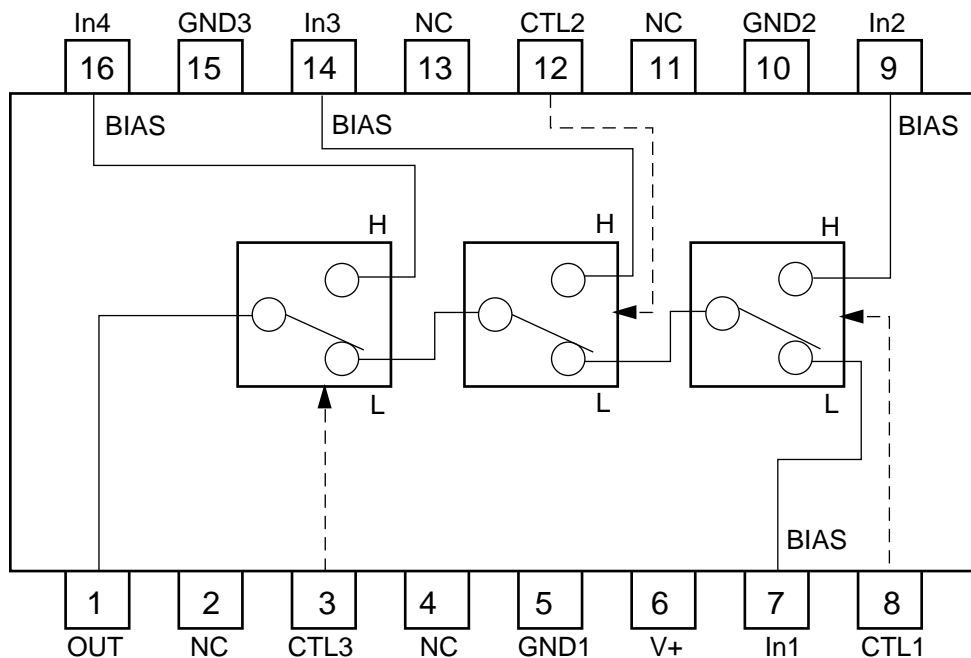 In4 GND3 In3 NC CTL2 NC GND2 In2
16 15 14 13 12 11 10 9
BIAS BIAS BIAS
H H H
L L L
BIAS
1 2 3 4 5 6 7 8
OUT NC CTL3 NC GND1 V+ In1 CTL1